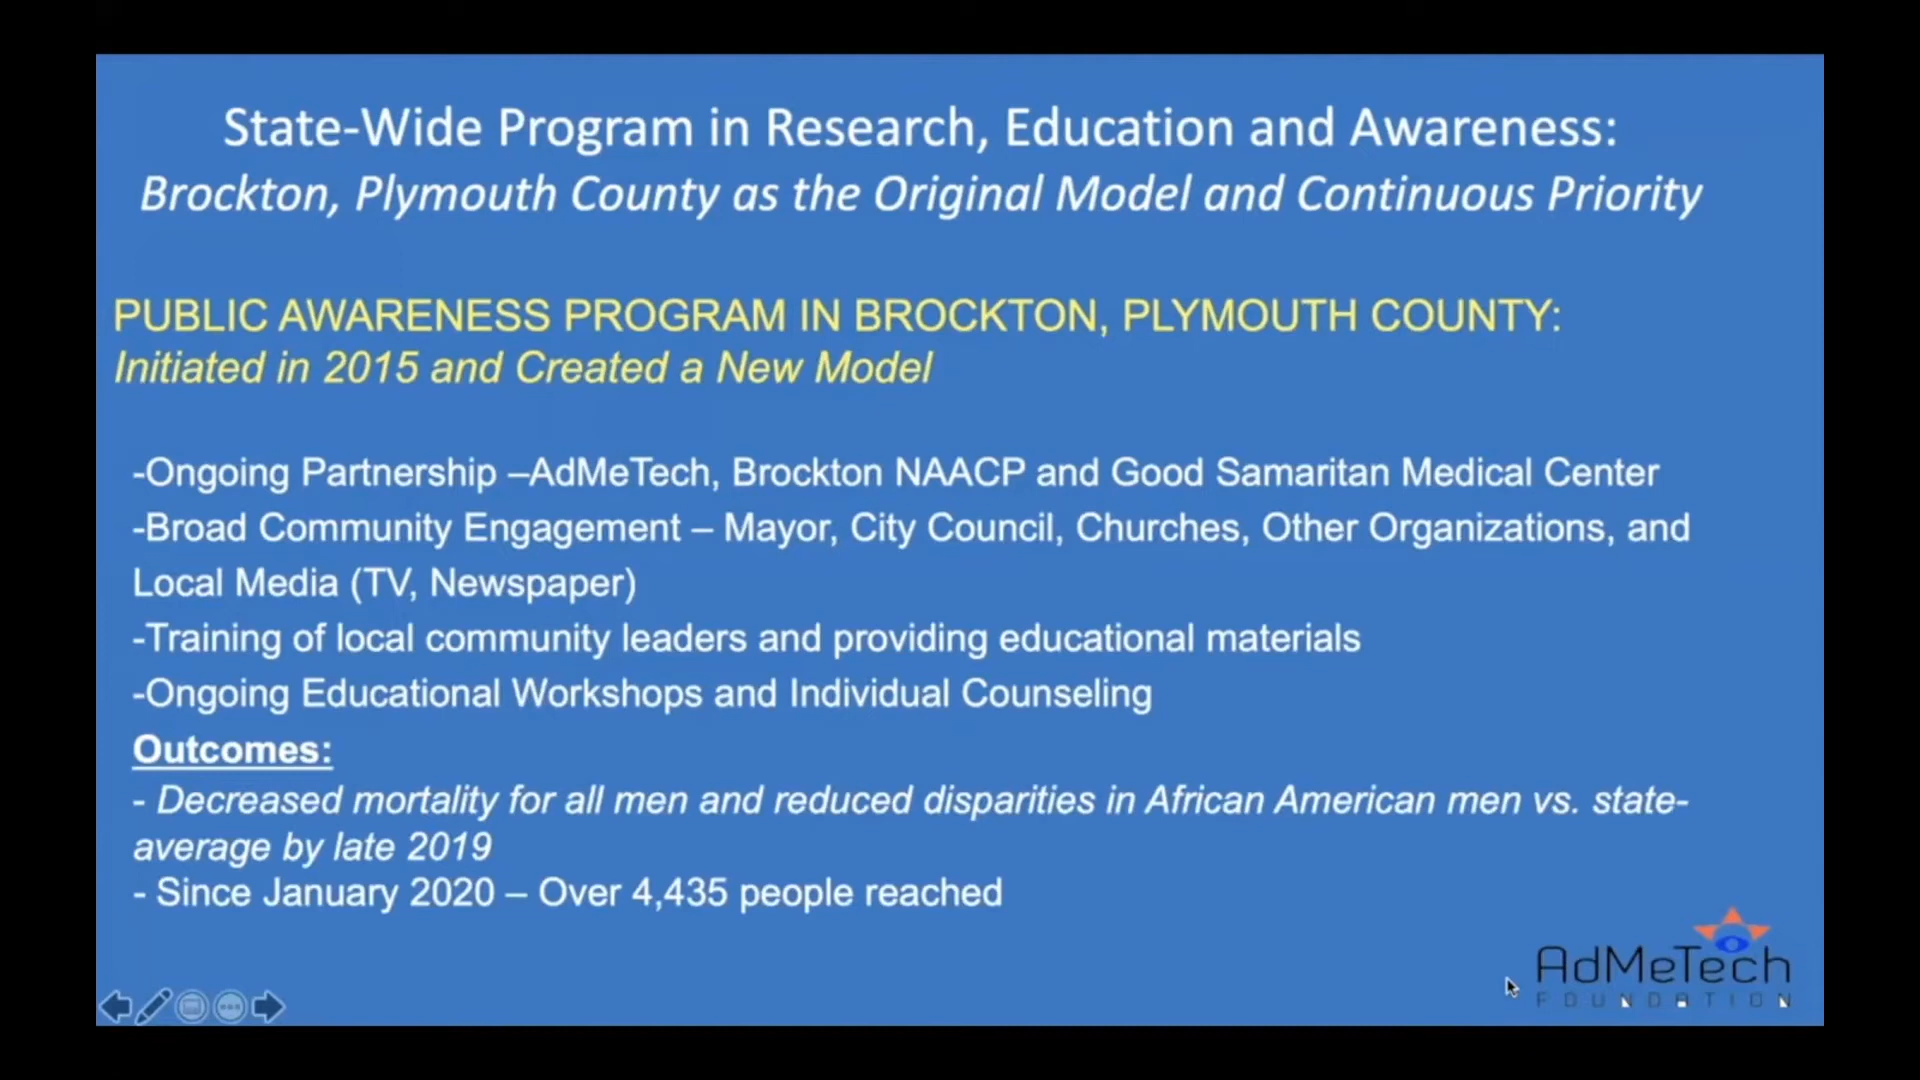 State-Wide Program in Research, Education and Awareness:
Brockton, Plymouth County as the Original Model and Continuous Priority
PUBLIC AWARENESS PROGRAM IN BROCKTON, PLYMOUTH COUNTY:
Initiated in 2015 and Created a New Model
-Ongoing Partnership –AdMeTech, Brockton NAACP and Good Samaritan Medical Center
-Broad Community Engagement – Mayor, City Council, Churches, Other Organizations, and
Local Media (TV, Newspaper)
-Training of local community leaders and providing educational materials
-Ongoing Educational Workshops and Individual Counseling
Outcomes:
- Decreased mortality for all men and reduced disparities in African American men vs. state-
average by late 2019
- Since January 2020 – Over 4,435 people reached
AdMeTech
FOUNDATION